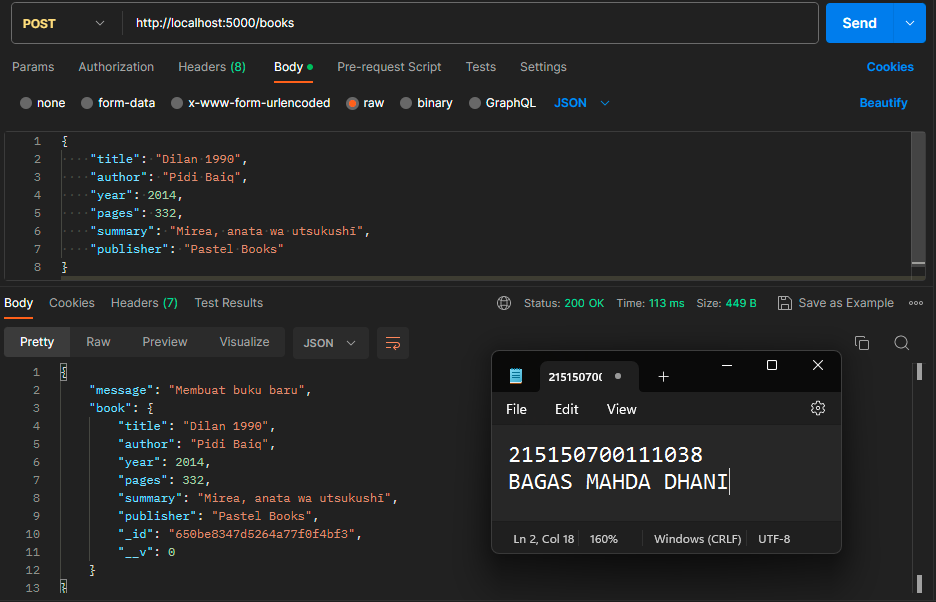 POST http://localhost:5000/books Send
Params Authorization Headers (8) Body Pre-request Script Tests Settings Cookies
none form-data x-www-form-urlencoded raw binary GraphQL JSON Beautify
1 {
2 "title": "Dilan 1990",
3 "author": "Pidi Baiq",
4 "year": 2014,
5 "pages": 332,
6 "summary": "Mirea, anata wa utsukushī",
7 "publisher": "Pastel Books"
8 }
Body Cookies Headers (7) Test Results Status: 200 OK Time: 113 ms Size: 449 B Save as Example
Pretty Raw Preview Visualize JSON
1 {
2 "message": "Membuat buku baru",
3 "book": {
4 "title": "Dilan 1990",
5 "author": "Pidi Baiq",
6 "year": 2014,
7 "pages": 332,
8 "summary": "Mirea, anata wa utsukushī",
9 "publisher": "Pastel Books",
10 "_id": "650be8347d5264a77f0f4bf3",
11 "__v": 0
12 }
13 }
215150700
File Edit View
215150700111038
BAGAS MAHDA DHANI
Ln 2, Col 18 160% Windows (CRLF) UTF-8